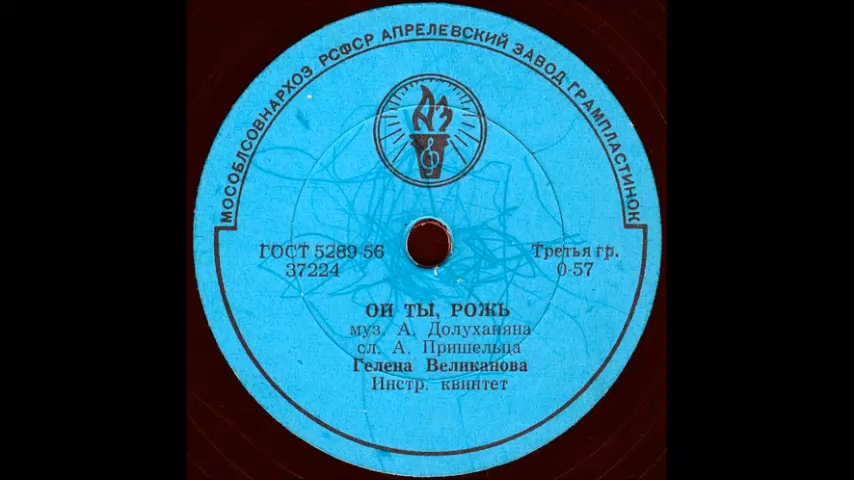 МОСОБЛСОВНАРХОЗ РСФСР АПРЕЛЕВСКИЙ ЗАВОД ГРАМПЛАСТИНОК
АЗ
ГОСТ 5289-56
37224
Третья гр.
0-57
ОЙ ТЫ, РОЖЬ
муз. А. Долуханяна
сл. А. Пришельца
Гелена Великанова
Инстр. квинтет